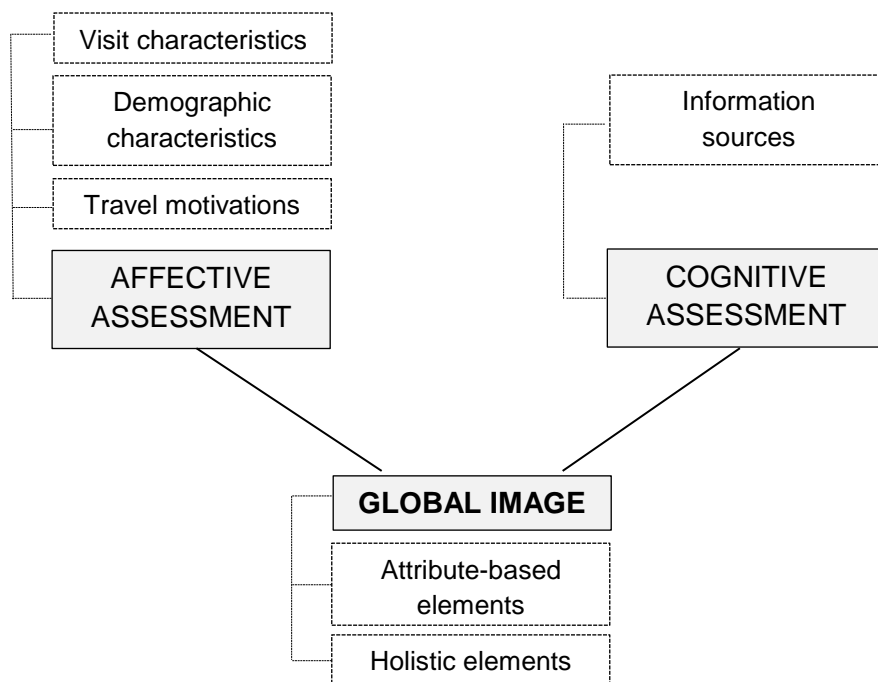 Visit characteristics
Demographic
characteristics
Travel motivations
AFFECTIVE
ASSESSMENT
Information
sources
COGNITIVE
ASSESSMENT
GLOBAL IMAGE
Attribute-based
elements
Holistic elements